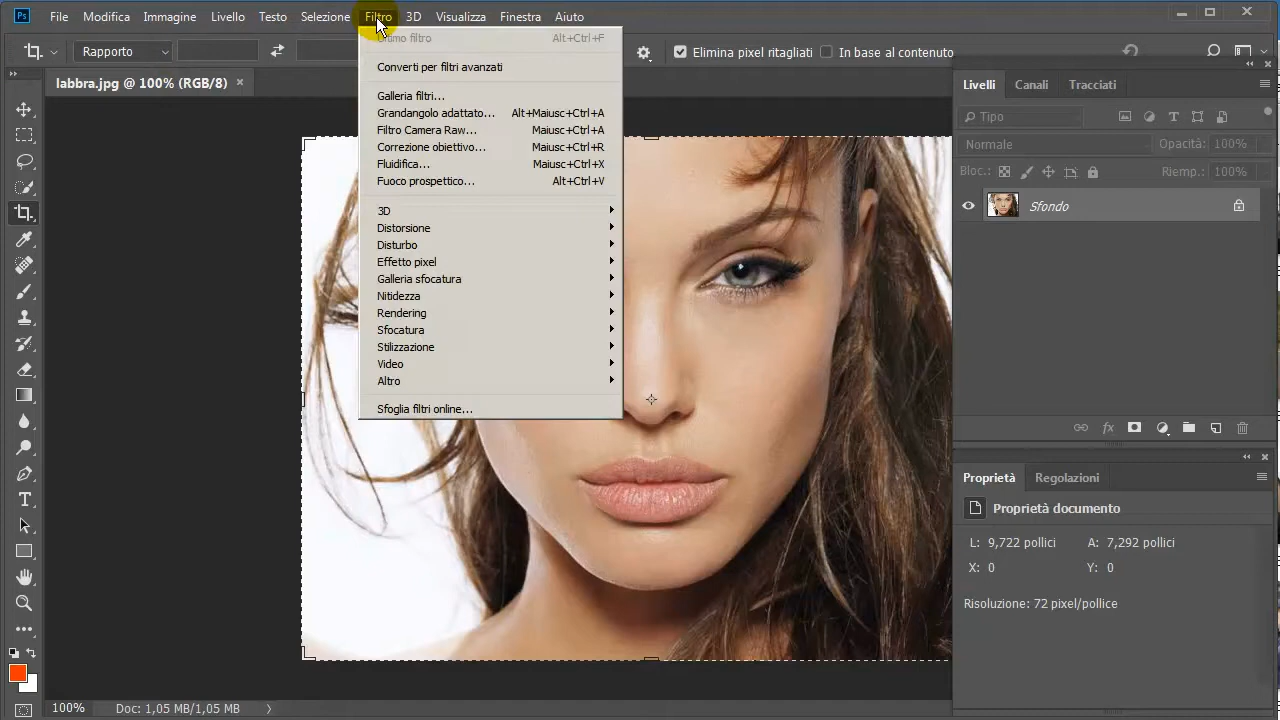 Ps File Modifica Immagine Livello Testo Selezione Filtro 3D Visualizza Finestra Aiuto
Rapporto
Elimina pixel ritagliati In base al contenuto
labbra.jpg @ 100% (RGB/8) ×
filtro Alt+Ctrl+F
Converti per filtri avanzati
Galleria filtri...
Grandangolo adattato... Alt+Maiusc+Ctrl+A
Filtro Camera Raw... Maiusc+Ctrl+A
Correzione obiettivo... Maiusc+Ctrl+R
Fluidifica... Maiusc+Ctrl+X
Fuoco prospettico... Alt+Ctrl+V
3D
Distorsione
Disturbo
Effetto pixel
Galleria sfocatura
Nitidezza
Rendering
Sfocatura
Stilizzazione
Video
Altro
Sfoglia filtri online...
Livelli Canali Tracciati
Tipo
Normale Opacità: 100%
Bloc.: Riemp.: 100%
Sfondo
fx
Proprietà Regolazioni
Proprietà documento
L: 9,722 pollici A: 7,292 pollici
X: 0 Y: 0
Risoluzione: 72 pixel/pollice
100% Doc: 1,05 MB/1,05 MB